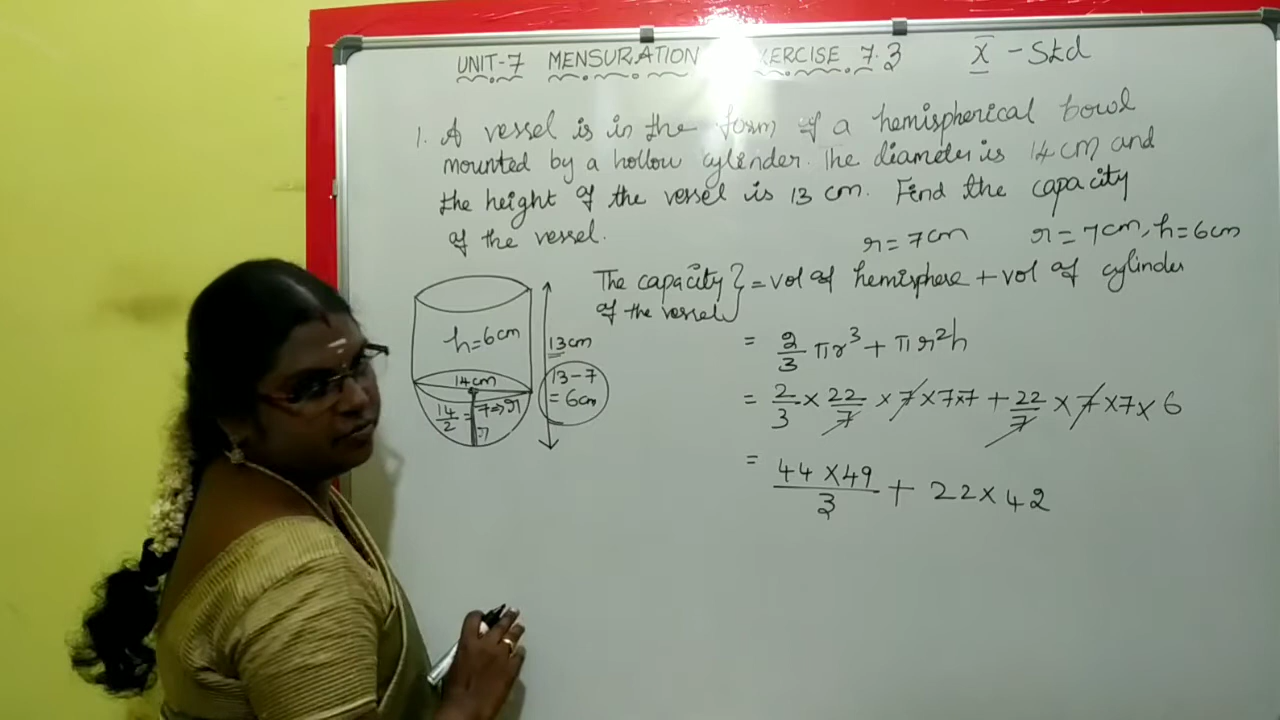 UNIT-7 MENSURATION EXERCISE 7.3 X - Std
1. A vessel is in the form of a hemispherical bowl
mounted by a hollow cylinder. The diameter is 14 cm and
the height of the vessel is 13 cm. Find the capacity
of the vessel.
r = 7cm r = 7cm, h = 6cm
The capacity } = vol of hemisphere + vol of cylinder
of the vessel
= 2/3 πr³ + πr²h
= 2/3 × 22/7 × 7 × 7×7 + 22/7 × 7 × 7 × 6
= 44 × 49/3 + 22 × 42
h = 6cm
13cm
13 - 7
= 6cm
14cm
14/2 = 7 ⇒ r
7